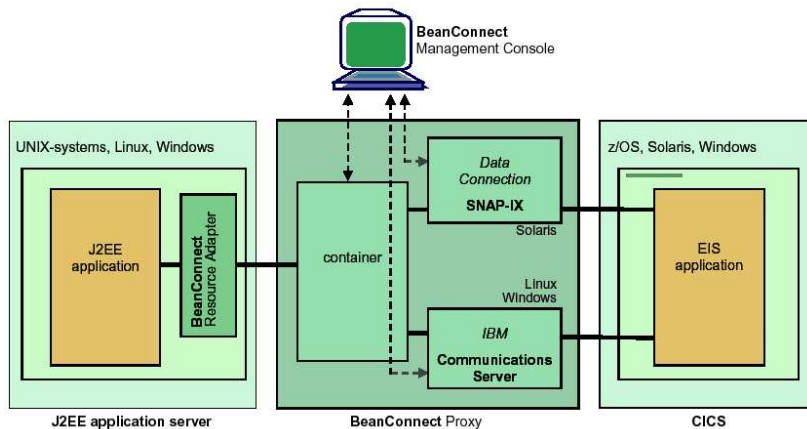 BeanConnect
Management Console
UNIX-systems, Linux, Windows
J2EE
application
BeanConnect
Resource Adapter
container
Data
Connection
SNAP-IX
Solaris
Linux
Windows
IBM
Communications
Server
z/OS, Solaris, Windows
EIS
application
J2EE application server
BeanConnect Proxy
CICS